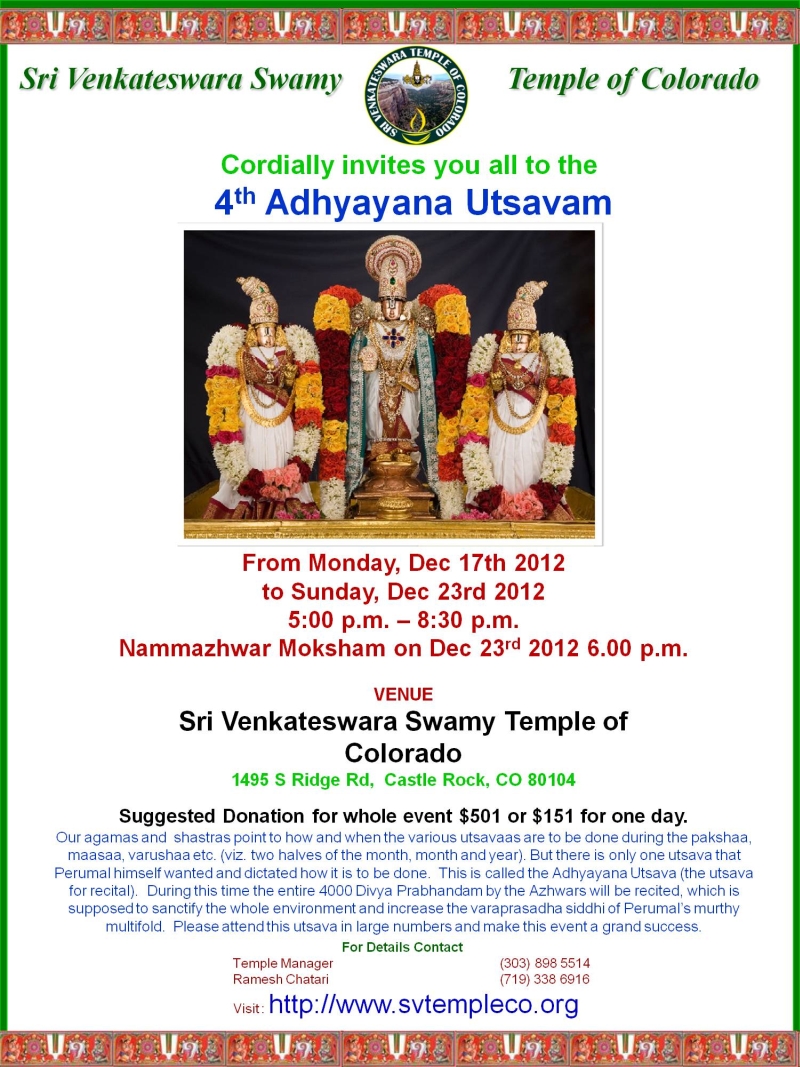 Sri Venkateswara Swamy Temple of Colorado
SRI VENKATESWARA TEMPLE OF COLORADO
Cordially invites you all to the
4th Adhyayana Utsavam
From Monday, Dec 17th 2012
to Sunday, Dec 23rd 2012
5:00 p.m. – 8:30 p.m.
Nammazhwar Moksham on Dec 23rd 2012 6.00 p.m.
VENUE
Sri Venkateswara Swamy Temple of
Colorado
1495 S Ridge Rd, Castle Rock, CO 80104
Suggested Donation for whole event $501 or $151 for one day.
Our agamas and shastras point to how and when the various utsavaas are to be done during the pakshaa,
maasaa, varushaa etc. (viz. two halves of the month, month and year). But there is only one utsava that
Perumal himself wanted and dictated how it is to be done. This is called the Adhyayana Utsava (the utsava
for recital). During this time the entire 4000 Divya Prabhandam by the Azhwars will be recited, which is
supposed to sanctify the whole environment and increase the varaprasadha siddhi of Perumal's murthy
multifold. Please attend this utsava in large numbers and make this event a grand success.
For Details Contact
Temple Manager (303) 898 5514
Ramesh Chatari (719) 338 6916
Visit : http://www.svtempleco.org